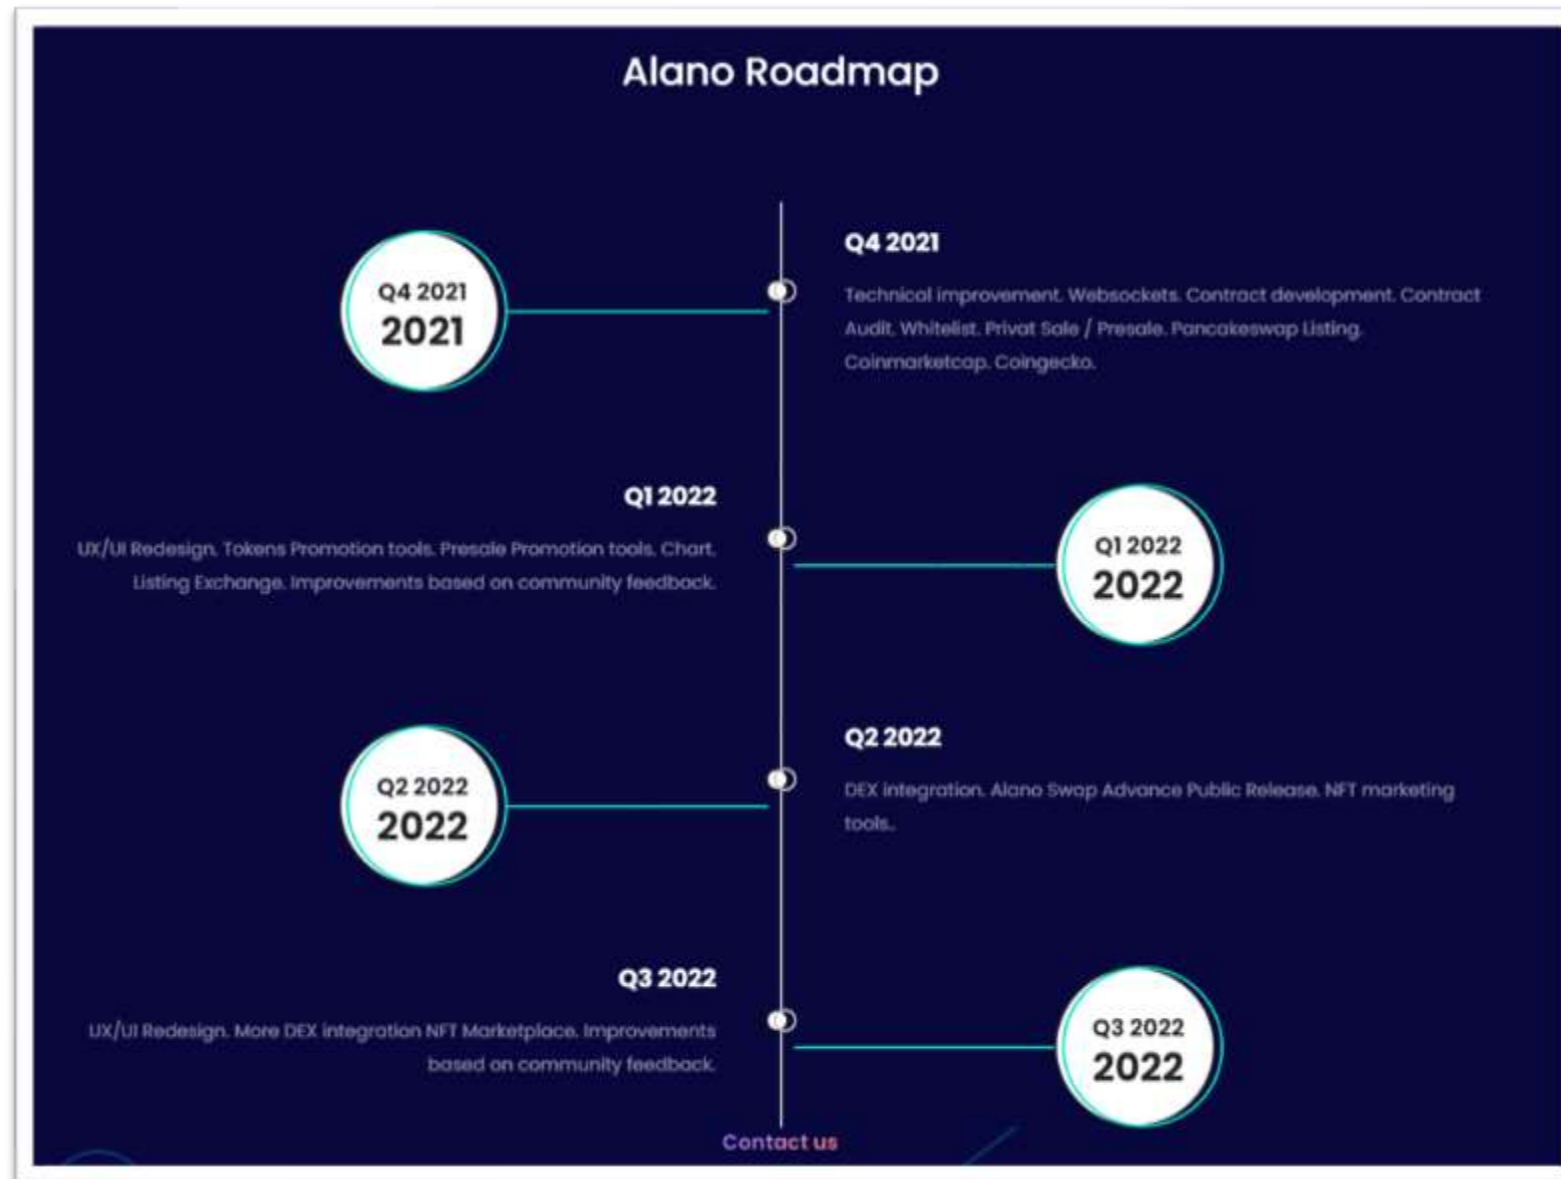 Alano Roadmap
Q4 2021
2021
Q4 2021
Technical improvement. Websockets. Contract development. Contract
Audit. Whitelist. Privat Sale / Presale. Pancakeswap Listing.
Coinmarketcap. Coingecko.
Q1 2022
UX/UI Redesign. Tokens Promotion tools. Presale Promotion tools. Chart.
Listing Exchange. Improvements based on community feedback.
Q1 2022
2022
Q2 2022
2022
Q2 2022
DEX integration. Alano Swap Advance Public Release. NFT marketing
tools..
Q3 2022
UX/UI Redesign. More DEX integration NFT Marketplace. Improvements
based on community feedback.
Q3 2022
2022
Contact us